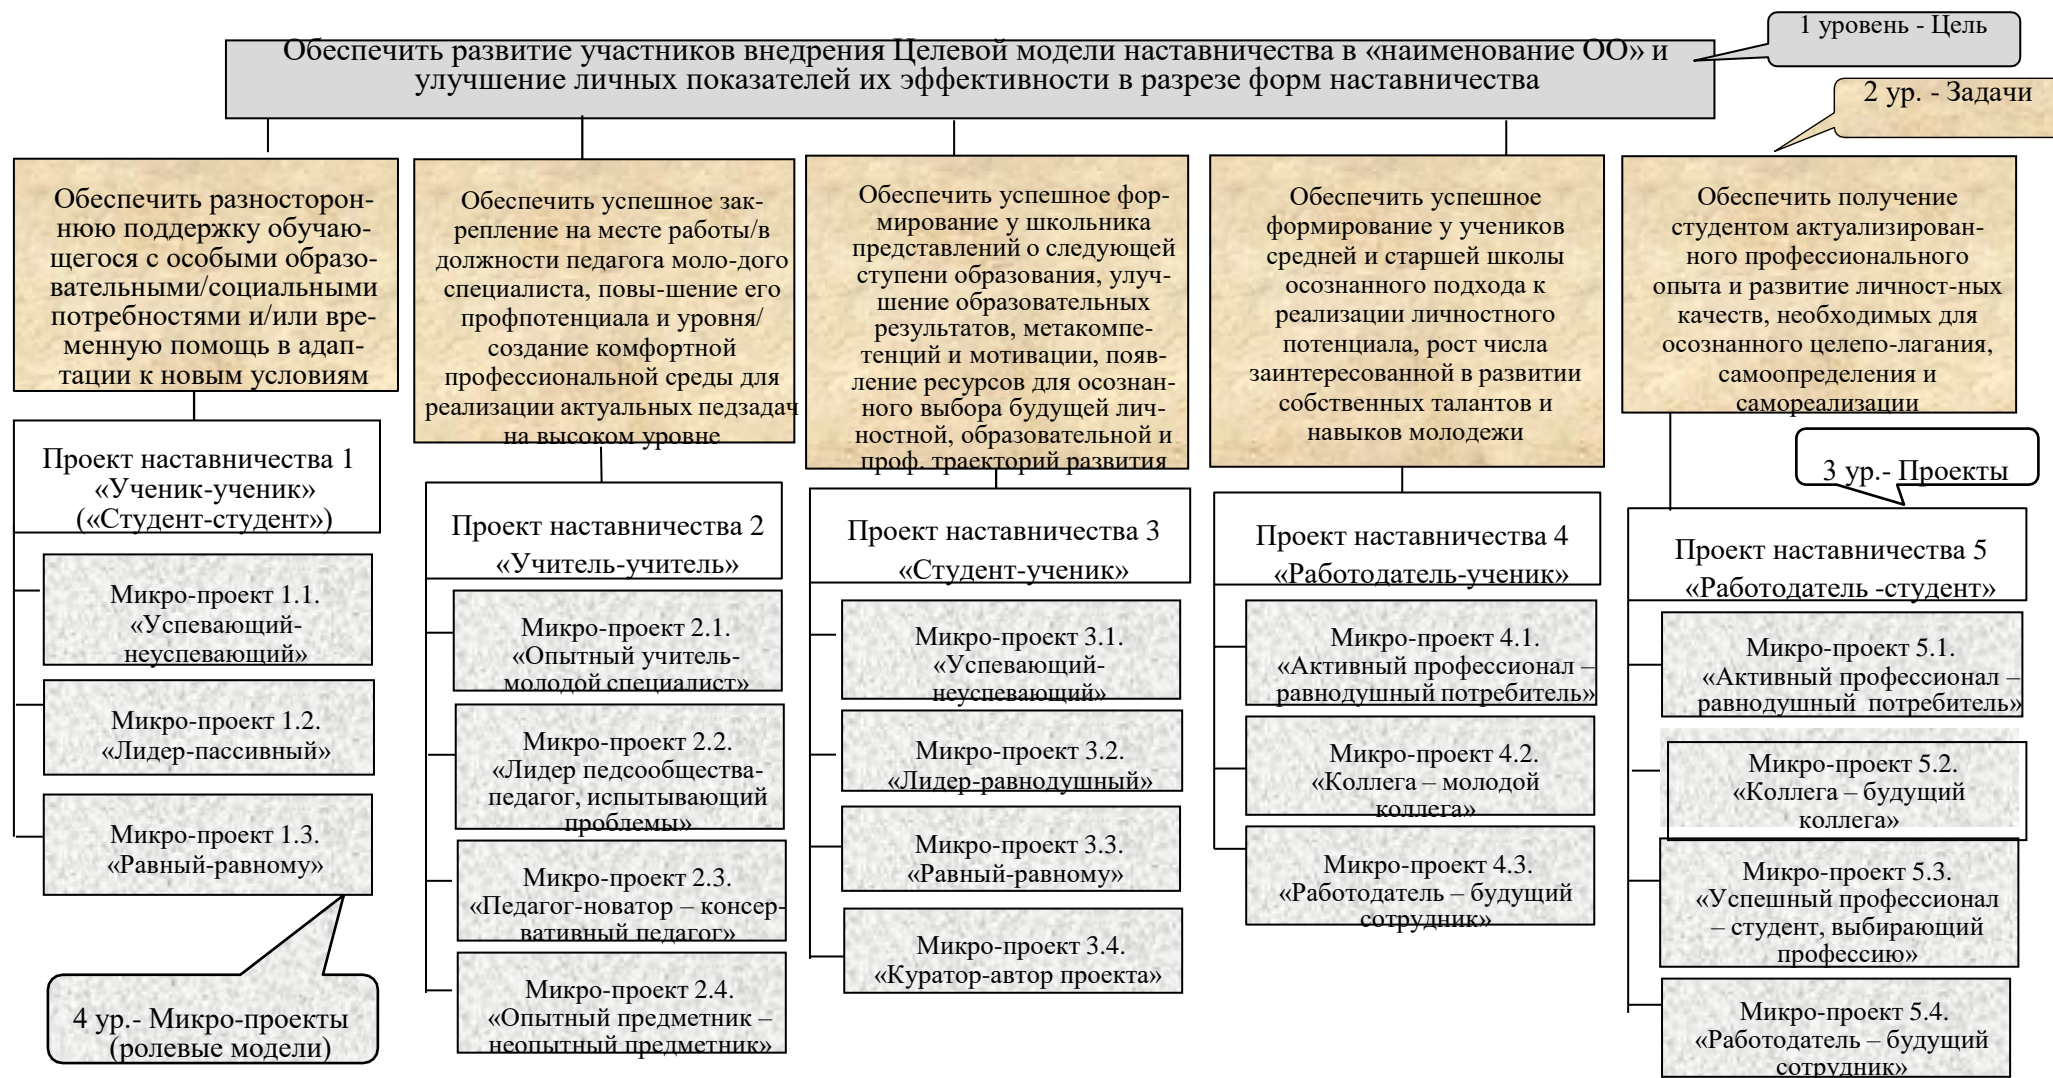 1 уровень - Цель
Обеспечить развитие участников внедрения Целевой модели наставничества в «наименование ОО» и
улучшение личных показателей их эффективности в разрезе форм наставничества
2 ур. - Задачи
Обеспечить разносторон-
нюю поддержку обучаю-
щегося с особыми образо-
вательными/социальными
потребностями и/или вре-
менную помощь в адап-
тации к новым условиям
Обеспечить успешное зак-
репление на месте работы/в
должности педагога моло-дого
специалиста, повы-шение его
профпотенциала и уровня/
создание комфортной
профессиональной среды для
реализации актуальных педзадач
на высоком уровне
Обеспечить успешное фор-
мирование у школьника
представлений о следующей
ступени образования, улуч-
шение образовательных
результатов, метакомпе-
тенций и мотивации, появ-
ление ресурсов для осознан-
ного выбора будущей лич-
ностной, образовательной и
проф. траекторий развития
Обеспечить успешное
формирование у учеников
средней и старшей школы
осознанного подхода к
реализации личностного
потенциала, рост числа
заинтересованной в развитии
собственных талантов и
навыков молодежи
Обеспечить получение
студентом актуализирован-
ного профессионального
опыта и развитие личност-ных
качеств, необходимых для
осознанного целепо-лагания,
самоопределения и
самореализации
3 ур.- Проекты
Проект наставничества 1
«Ученик-ученик»
(«Студент-студент»)
Микро-проект 1.1.
«Успевающий-
неуспевающий»
Микро-проект 1.2.
«Лидер-пассивный»
Микро-проект 1.3.
«Равный-равному»
4 ур.- Микро-проекты
(ролевые модели)
Проект наставничества 2
«Учитель-учитель»
Микро-проект 2.1.
«Опытный учитель-
молодой специалист»
Микро-проект 2.2.
«Лидер педсообщества-
педагог, испытывающий
проблемы»
Микро-проект 2.3.
«Педагог-новатор – консер-
вативный педагог»
Микро-проект 2.4.
«Опытный предметник –
неопытный предметник»
Проект наставничества 3
«Студент-ученик»
Микро-проект 3.1.
«Успевающий-
неуспевающий»
Микро-проект 3.2.
«Лидер-равнодушный»
Микро-проект 3.3.
«Равный-равному»
Микро-проект 3.4.
«Куратор-автор проекта»
Проект наставничества 4
«Работодатель-ученик»
Микро-проект 4.1.
«Активный профессионал –
равнодушный потребитель»
Микро-проект 4.2.
«Коллега – молодой
коллега»
Микро-проект 4.3.
«Работодатель – будущий
сотрудник»
Проект наставничества 5
«Работодатель -студент»
Микро-проект 5.1.
«Активный профессионал –
равнодушный потребитель»
Микро-проект 5.2.
«Коллега – будущий
коллега»
Микро-проект 5.3.
«Успешный профессионал
– студент, выбирающий
профессию»
Микро-проект 5.4.
«Работодатель – будущий
сотрудник»